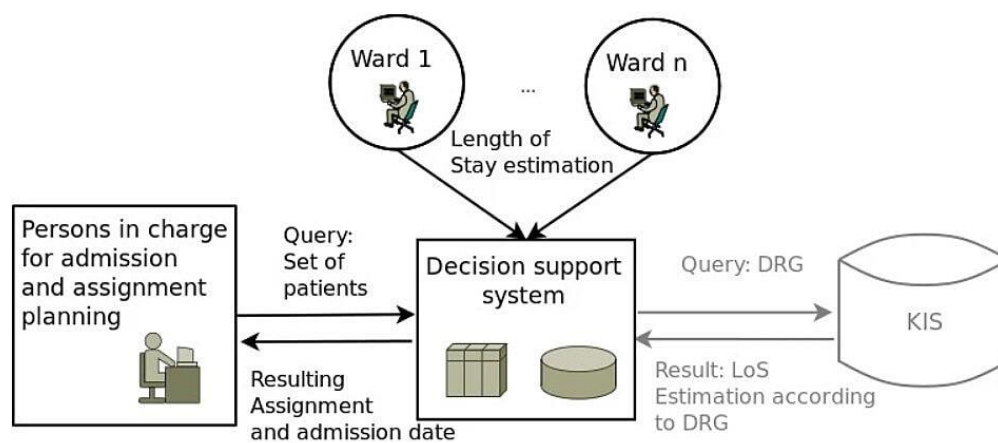 Ward 1
...
Ward n
Length of
Stay estimation
Persons in charge
for admission
and assignment
planning
Query:
Set of
patients
Resulting
Assignment
and admission date
Decision support
system
Query: DRG
Result: LoS
Estimation according
to DRG
KIS